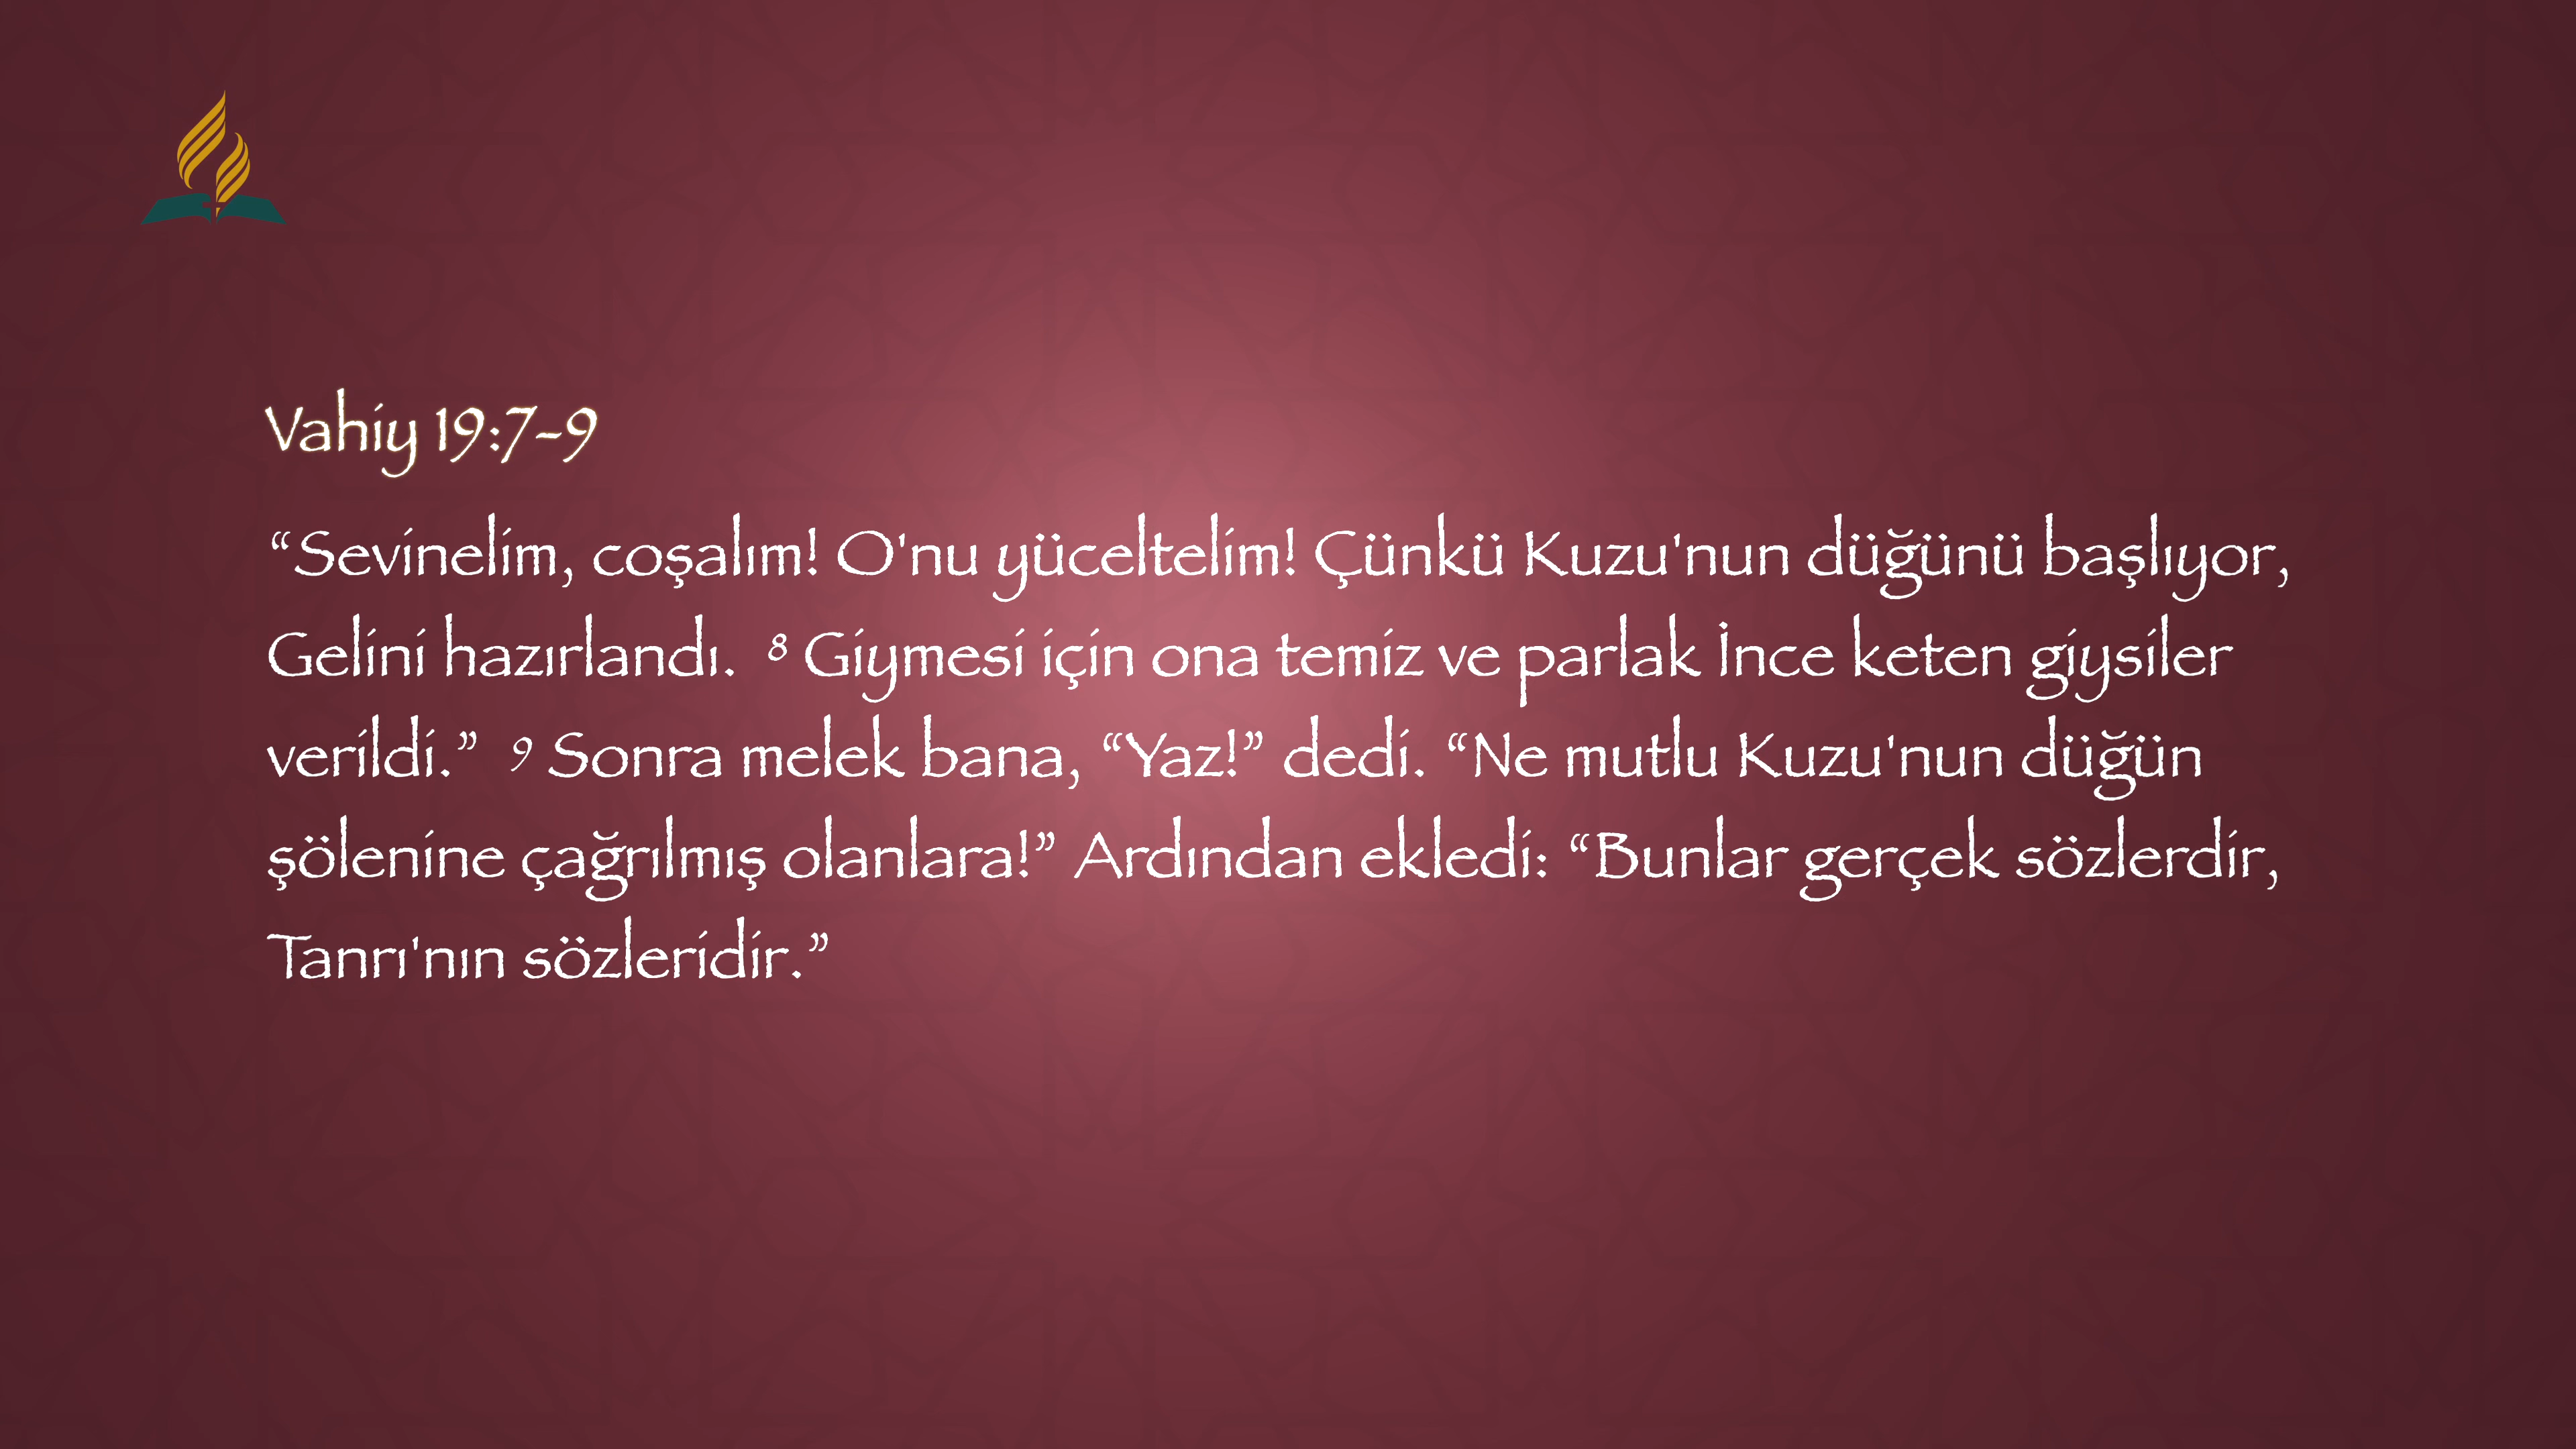 Vahiy 19:7-9
“Sevinelim, coşalım! O'nu yüceltelim! Çünkü Kuzu'nun düğünü başlıyor,
Gelini hazırlandı. 8 Giymesi için ona temiz ve parlak İnce keten giysiler
verildi.” 9 Sonra melek bana, “Yaz!” dedi. “Ne mutlu Kuzu'nun düğün
şölenine çağrılmış olanlara!” Ardından ekledi: “Bunlar gerçek sözlerdir,
Tanrı'nın sözleridir.”